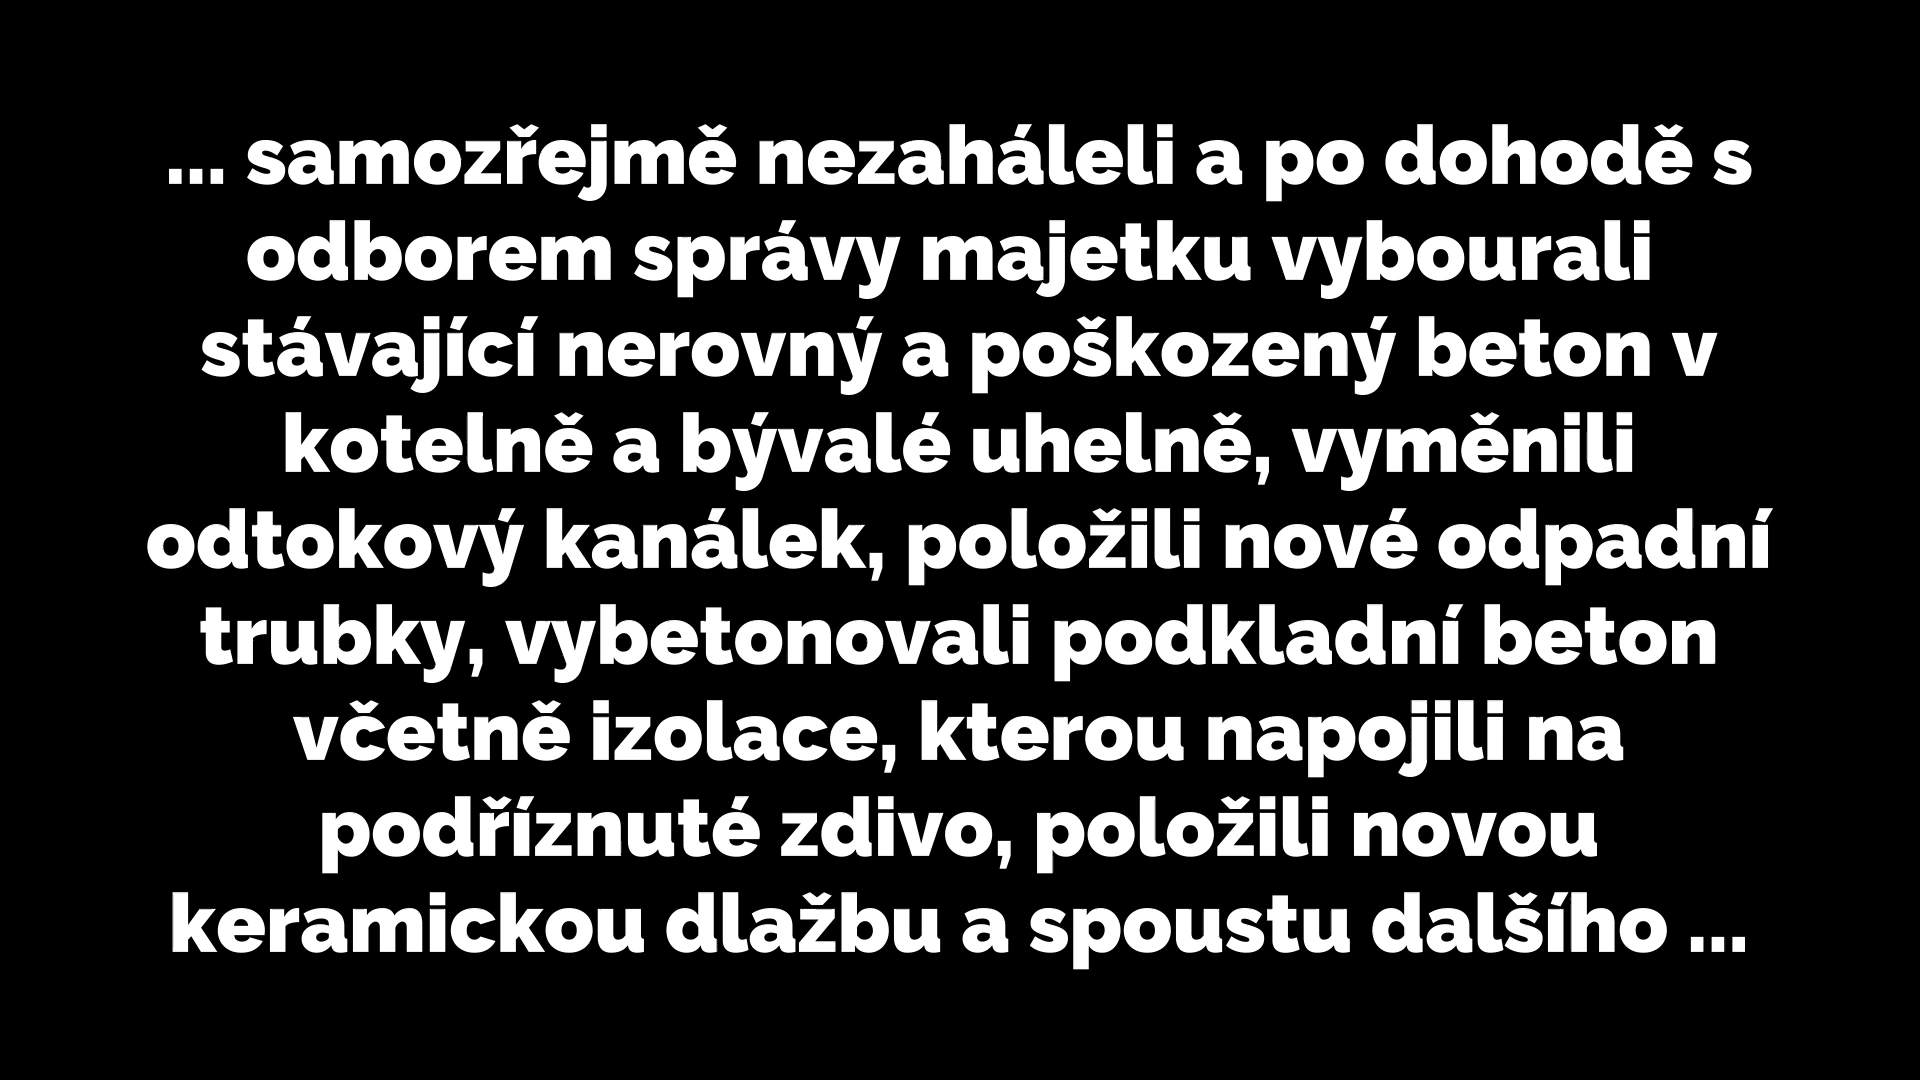 ... samozřejmě nezaháleli a po dohodě s
odborem správy majetku vybourali
stávající nerovný a poškozený beton v
kotelně a bývalé uhelně, vyměnili
odtokový kanálek, položili nové odpadní
trubky, vybetonovali podkladní beton
včetně izolace, kterou napojili na
podříznuté zdivo, položili novou
keramickou dlažbu a spoustu dalšího ...